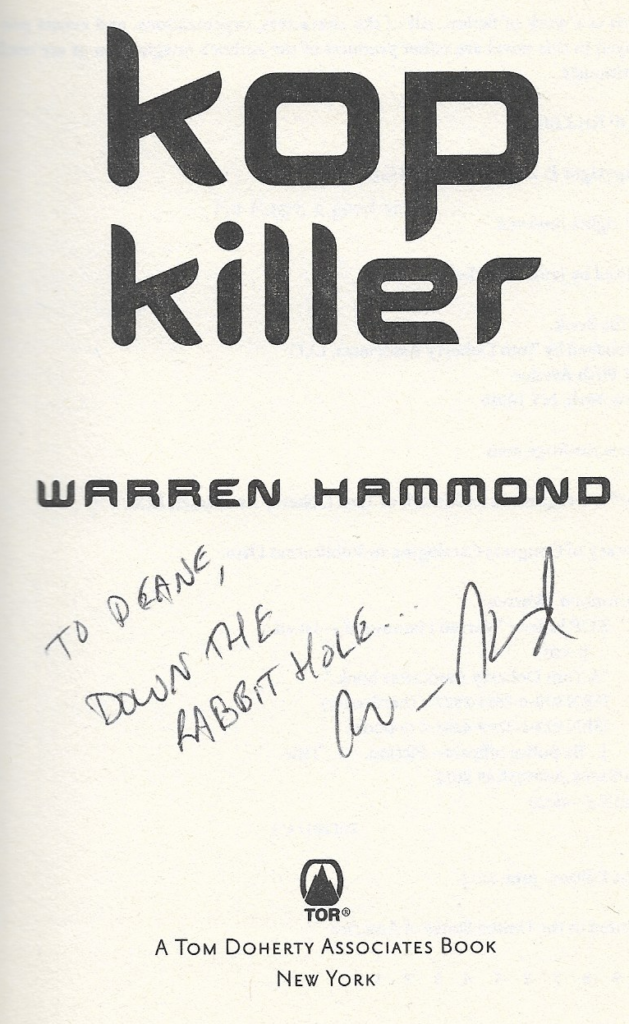 kop
killer
WARREN HAMMOND
TO DEANE,
DOWN THE
RABBIT HOLE...
TOR®
A TOM DOHERTY ASSOCIATES BOOK
NEW YORK